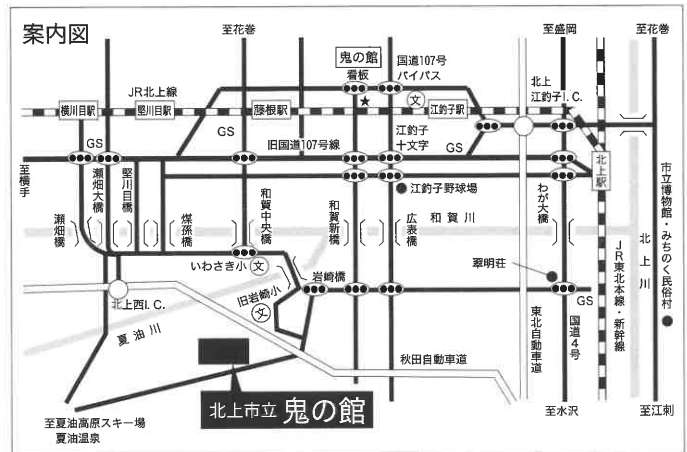 案内図
至花巻
至盛岡
至花巻
鬼の館
看板
国道107号
バイパス
北上
江釣子I.C.
JR北上線
横川目駅
堅川目駅
藤根駅
江釣子駅
文
GS
GS
旧国道107号線
江釣子
十文字
GS
北上駅
至横手
瀬畑大橋
堅川目橋
江釣子野球場
市立博物館・みちのく民俗村
瀬畑橋
煤孫橋
和賀中央橋
和賀新橋
広表橋
和賀川
わが大橋
北上川
いわさき小
文
岩崎橋
翠明荘
JR東北本線・新幹線
北上西I.C.
旧岩崎小
文
GS
夏油川
東北自動車道
国道4号
秋田自動車道
北上市立 鬼の館
至夏油高原スキー場
夏油温泉
至水沢
至江刺